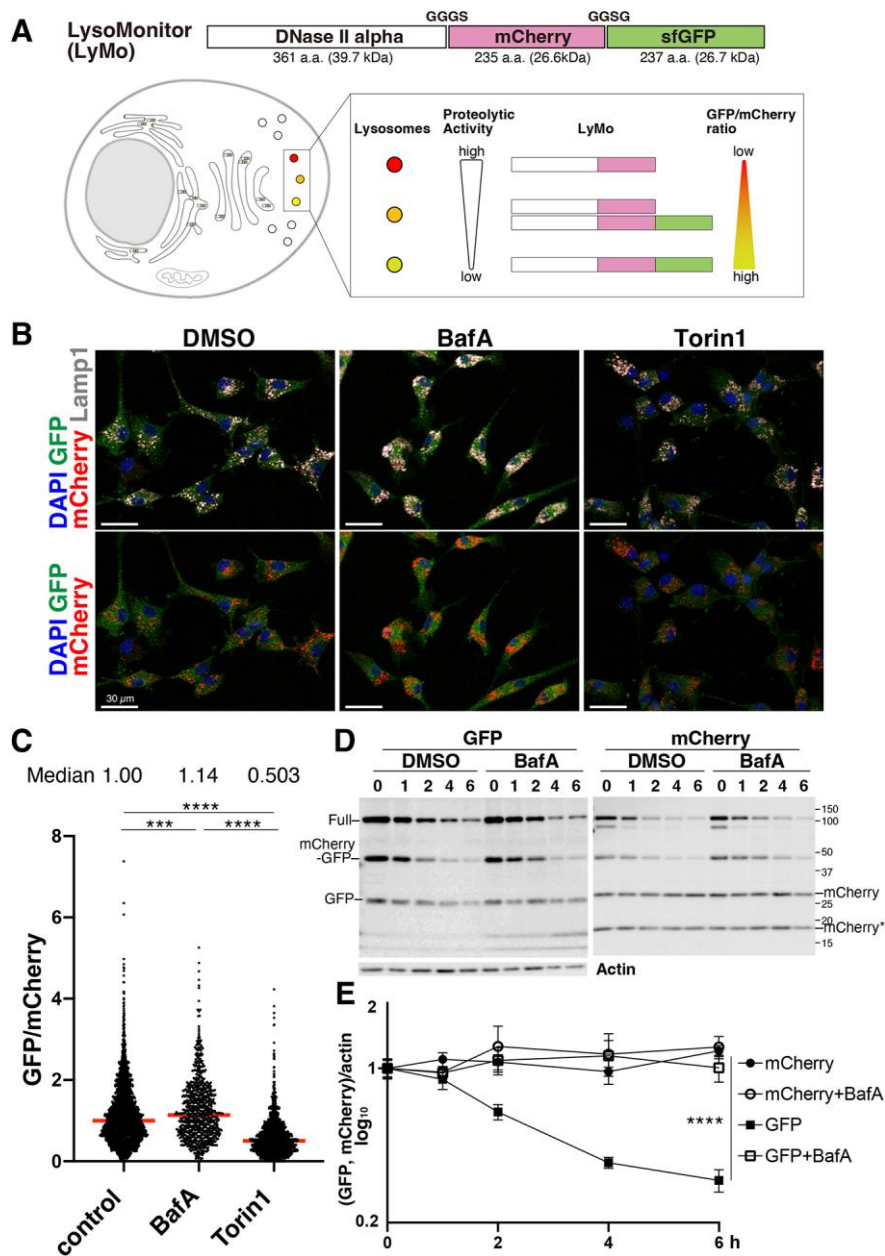 A
LysoMonitor
(LyMo)
GGGS
GGSG
DNase II alpha
mCherry
sfGFP
361 a.a. (39.7 kDa)
235 a.a. (26.6kDa)
237 a.a. (26.7 kDa)
Lysosomes
Proteolytic
Activity
LyMo
GFP/mCherry
ratio
high
low
low
high
B
DMSO
BafA
Torin1
DAPI GFP
mCherry Lamp1
DAPI GFP
mCherry
30 µm
C
Median 1.00 1.14 0.503
****
*** ****
GFP/mCherry
8
6
4
2
0
control
BafA
Torin1
D
GFP
mCherry
DMSO BafA DMSO BafA
0 1 2 4 6 0 1 2 4 6 0 1 2 4 6 0 1 2 4 6
Full
mCherry
-GFP
GFP
150
100
50
37
mCherry
25
20
mCherry*
15
Actin
E
(GFP, mCherry)/actin
log10
2
1
0.2
0 2 4 6 h
mCherry
mCherry+BafA
GFP
GFP+BafA
****